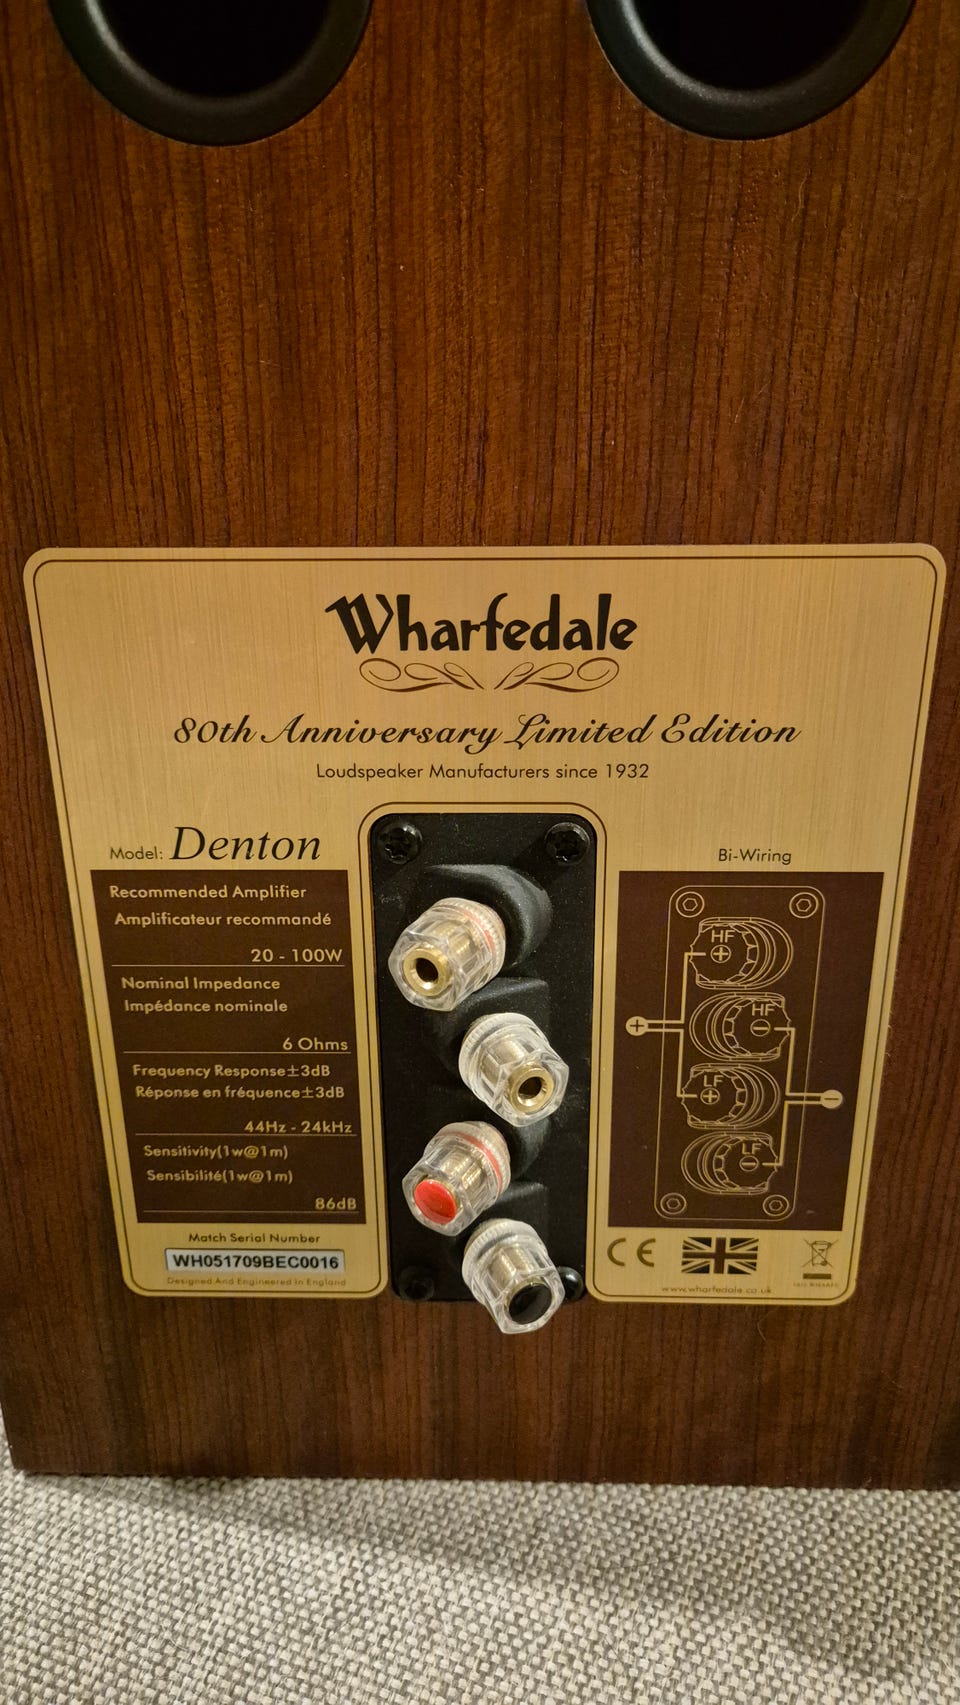 Wharfedale
80th Anniversary Limited Edition
Loudspeaker Manufacturers since 1932
Model: Denton
Recommended Amplifier
Amplificateur recommandé
20 - 100W
Nominal Impedance
Impédance nominale
6 Ohms
Frequency Response±3dB
Réponse en fréquence±3dB
44Hz - 24kHz
Sensitivity(1w@1m)
Sensibilité(1w@1m)
86dB
Match Serial Number
WH051709BEC0016
Designed And Engineered In England
Bi-Wiring
HF
+
HF
−
+
LF
+
−
LF
−
CE
www.wharfedale.co.uk